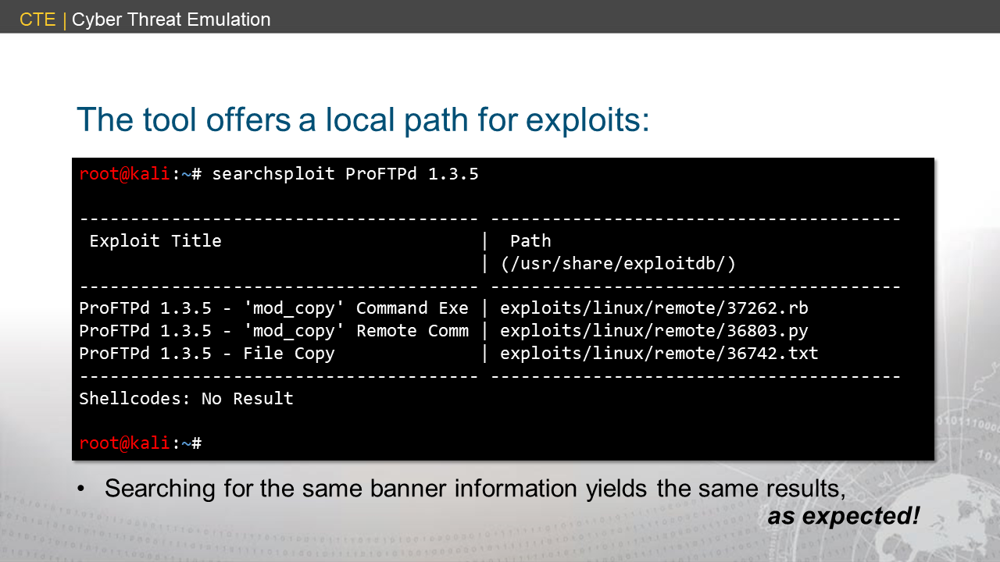 CTE | Cyber Threat Emulation
The tool offers a local path for exploits:
root@kali:~# searchsploit ProFTPd 1.3.5
--------------------------------------- ----------------------------------------
Exploit Title | Path
| (/usr/share/exploitdb/)
--------------------------------------- ----------------------------------------
ProFTPd 1.3.5 - 'mod_copy' Command Exe | exploits/linux/remote/37262.rb
ProFTPd 1.3.5 - 'mod_copy' Remote Comm | exploits/linux/remote/36803.py
ProFTPd 1.3.5 - File Copy | exploits/linux/remote/36742.txt
--------------------------------------- ----------------------------------------
Shellcodes: No Result
root@kali:~#
• Searching for the same banner information yields the same results,
as expected!